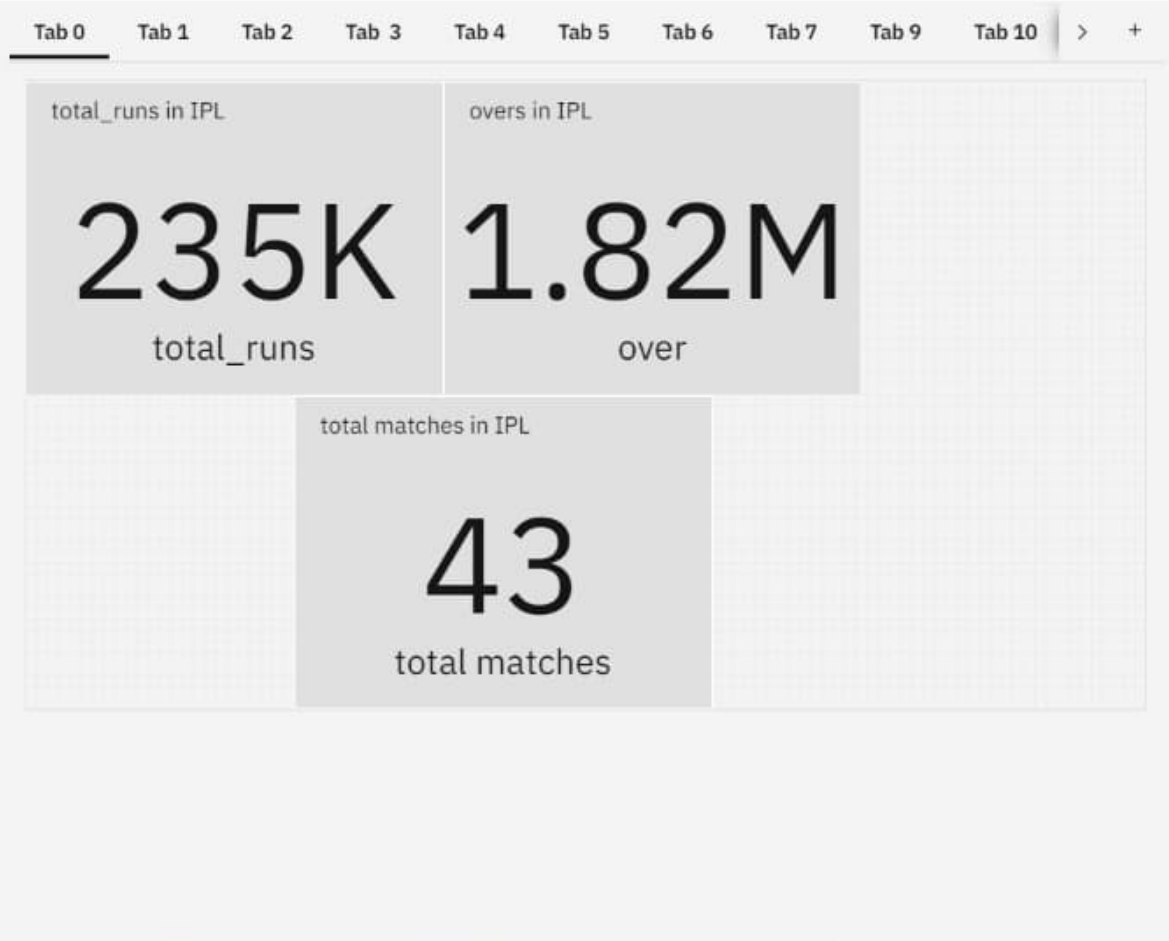 Tab 0 Tab 1 Tab 2 Tab 3 Tab 4 Tab 5 Tab 6 Tab 7 Tab 9 Tab 10 > +
total_runs in IPL
235K
total_runs
overs in IPL
1.82M
over
total matches in IPL
43
total matches